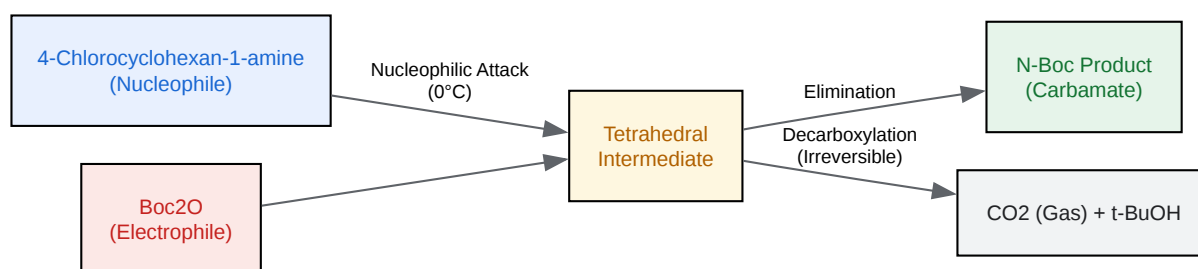 4-Chlorocyclohexan-1-amine
(Nucleophile)
Boc2O
(Electrophile)
Nucleophilic Attack
(0°C)
Tetrahedral
Intermediate
Elimination
Decarboxylation
(Irreversible)
N-Boc Product
(Carbamate)
CO2 (Gas) + t-BuOH